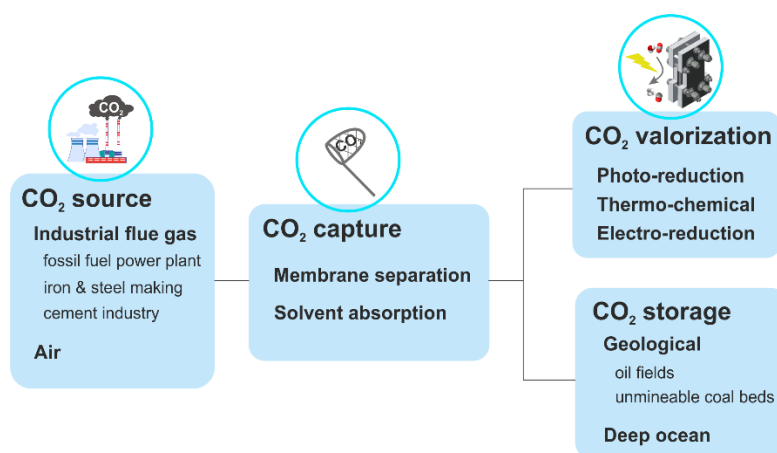 CO₂
CO₂ source
Industrial flue gas
fossil fuel power plant
iron & steel making
cement industry
Air
CO₂
CO₂ capture
Membrane separation
Solvent absorption
CO₂ valorization
Photo-reduction
Thermo-chemical
Electro-reduction
CO₂ storage
Geological
oil fields
unmineable coal beds
Deep ocean